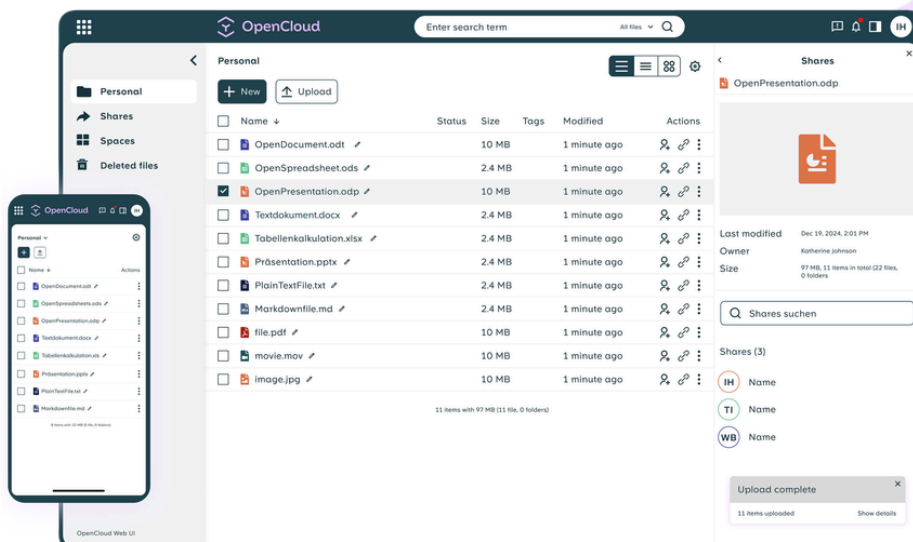 OpenCloud
Enter search term
All files
IH
Personal
Shares
Spaces
Deleted files
OpenCloud Web UI
Personal
New
Upload
Name Status Size Tags Modified Actions
OpenDocument.odt 10 MB 1 minute ago
OpenSpreadsheet.ods 2.4 MB 1 minute ago
OpenPresentation.odp 10 MB 1 minute ago
Textdokument.docx 2.4 MB 1 minute ago
Tabellenkalkulation.xlsx 2.4 MB 1 minute ago
Präsentation.pptx 2.4 MB 1 minute ago
PlainTextFile.txt 2.4 MB 1 minute ago
Markdownfile.md 2.4 MB 1 minute ago
file.pdf 10 MB 1 minute ago
movie.mov 10 MB 1 minute ago
image.jpg 10 MB 1 minute ago
11 items with 97 MB (11 file, 0 folders)
Shares
OpenPresentation.odp
Last modified Dec 19, 2024, 2:01 PM
Owner Katherine Johnson
Size 97 MB, 11 items in total (22 files,
0 folders
Shares suchen
Shares (3)
IH Name
TI Name
WB Name
Upload complete
11 items uploaded Show details
OpenCloud
IH
Personal
Name Actions
OpenDocument.odt
OpenSpreadsheets.ods
OpenPresentation.odp
Textdokument.docx
Tabellenkalkulation.xls
Präsentation.pptx
PlainTextFile.txt
Markdownfile.md